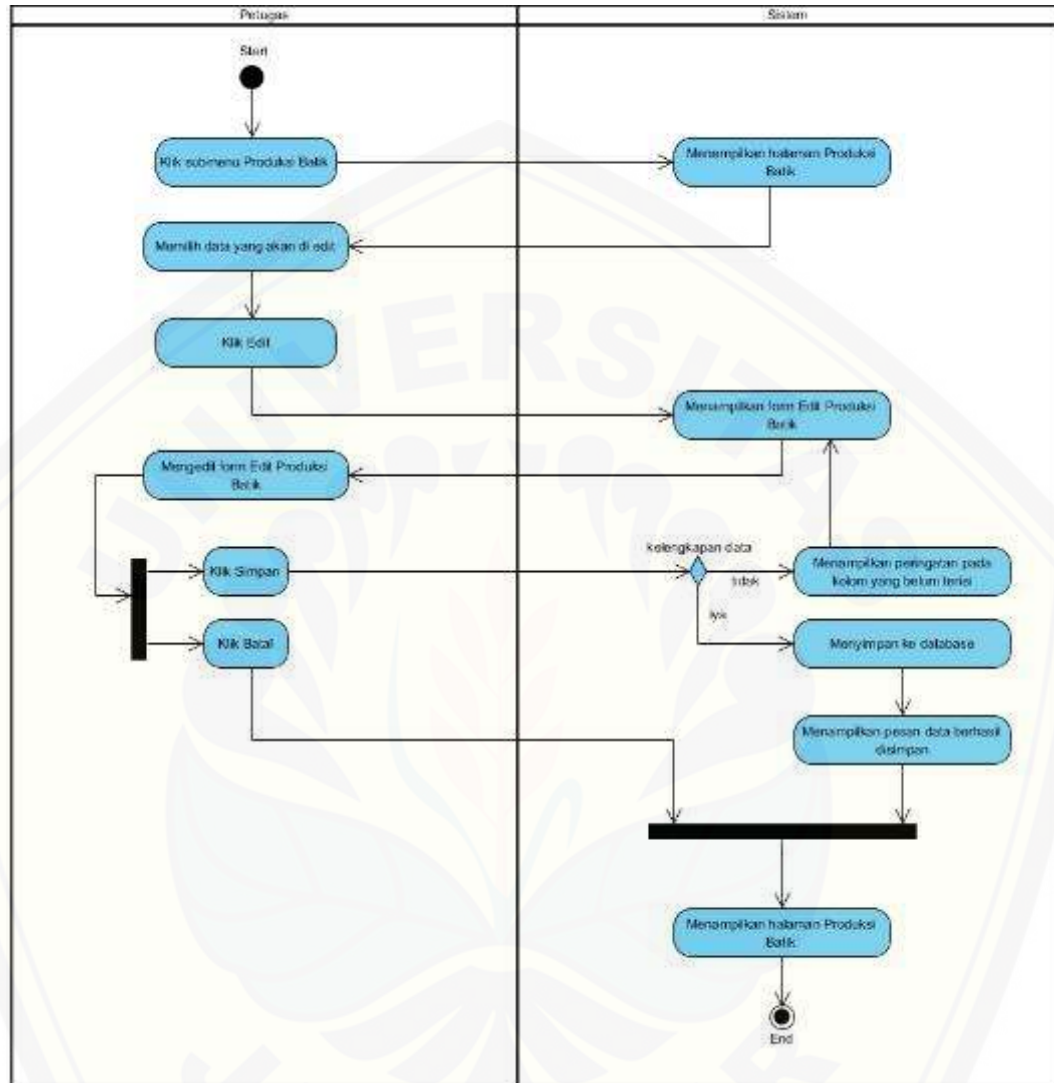 Petugas
Sistem
Start
Klik submenu Produksi Batik
Menampilkan halaman Produksi
Batik
Memilih data yang akan di edit
Klik Edit
Menampilkan form Edit Produksi
Batik
Mengedit form Edit Produksi
Batik
kelengkapan data
Klik Simpan
tidak
Menampilkan peringatan pada
kolom yang belum terisi
iya
Klik Batal
Menyimpan ke database
Menampilkan pesan data berhasil
disimpan
Menampilkan halaman Produksi
Batik
End
UNIVERSITAS